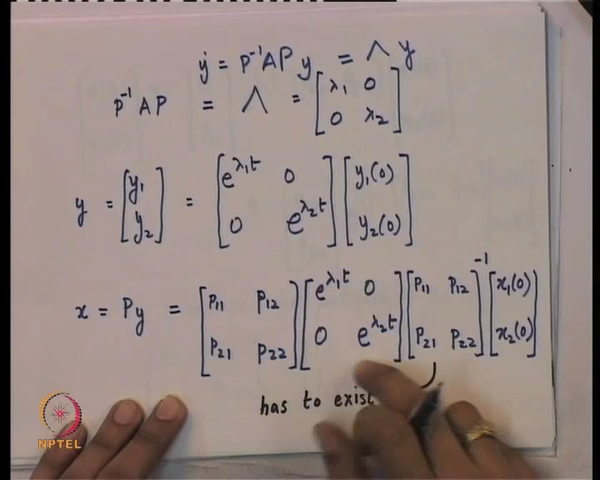 ẏ = P⁻¹AP y = Λ y
P⁻¹AP = Λ = [λ₁ 0; 0 λ₂]
y = [y₁; y₂] = [e^{λ₁t} 0; 0 e^{λ₂t}] [y₁(0); y₂(0)]
x = Py = [P₁₁ P₁₂; P₂₁ P₂₂] [e^{λ₁t} 0; 0 e^{λ₂t}] [P₁₁ P₁₂; P₂₁ P₂₂]⁻¹ [x₁(0); x₂(0)]
has to exist
NPTEL